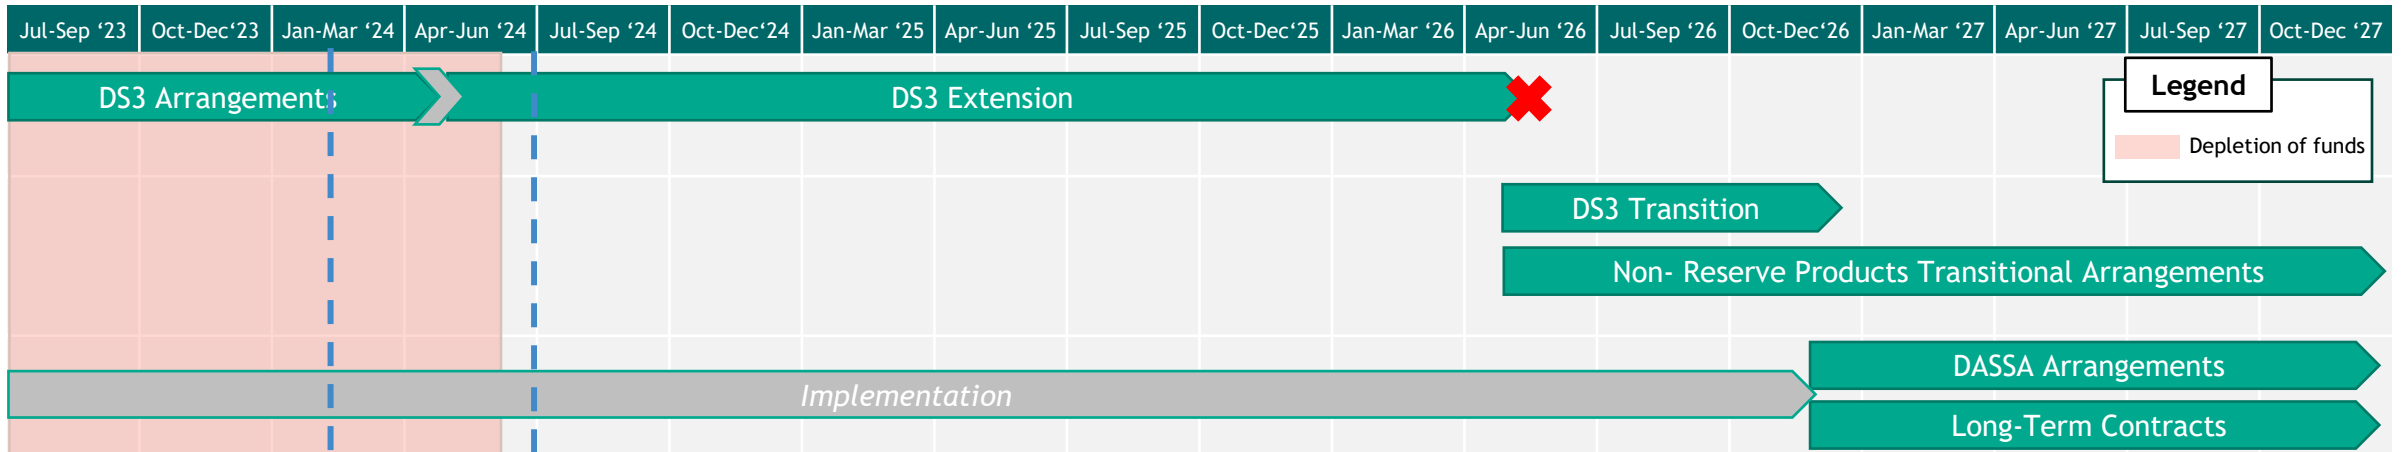 Jul-Sep ‘23 Oct-Dec‘23 Jan-Mar ‘24 Apr-Jun ‘24 Jul-Sep ‘24 Oct-Dec‘24 Jan-Mar ‘25 Apr-Jun ‘25 Jul-Sep ‘25 Oct-Dec‘25 Jan-Mar ‘26 Apr-Jun ‘26 Jul-Sep ‘26 Oct-Dec‘26 Jan-Mar ‘27 Apr-Jun ‘27 Jul-Sep ‘27 Oct-Dec ‘27
Legend
DS3 Arrangements DS3 Extension
Depletion of funds
DS3 Transition
Non- Reserve Products Transitional Arrangements
DASSA Arrangements
Implementation
Long-Term Contracts